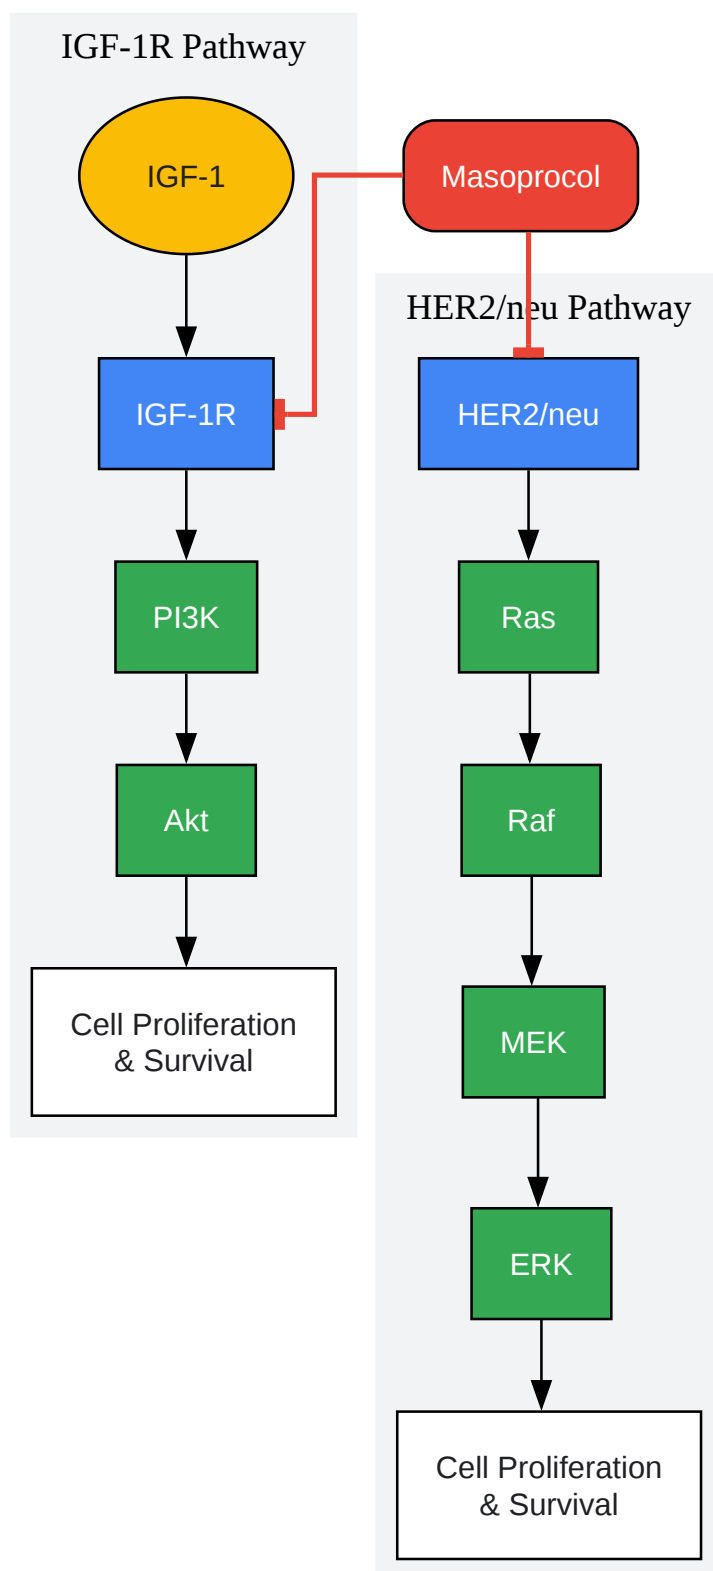 IGF-1R Pathway
IGF-1
Masoprocol
HER2/neu Pathway
IGF-1R
HER2/neu
PI3K
Ras
Akt
Raf
Cell Proliferation
& Survival
MEK
ERK
Cell Proliferation
& Survival